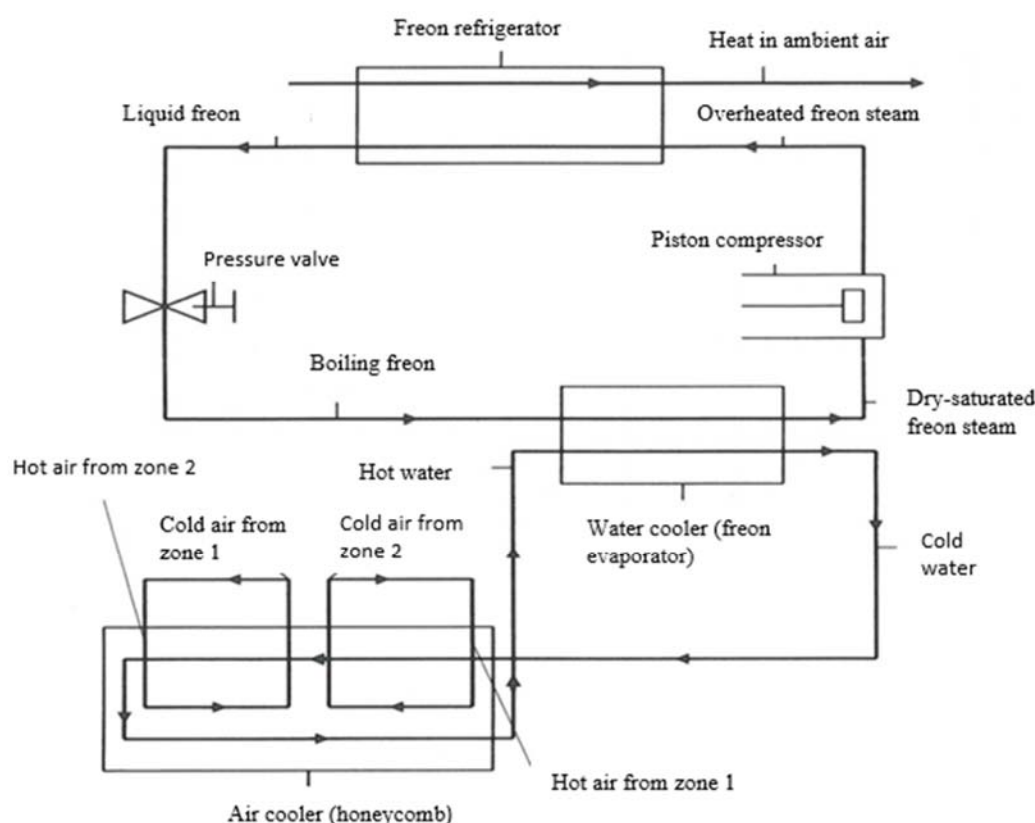 Freon refrigerator
Heat in ambient air
Liquid freon
Overheated freon steam
Piston compressor
Pressure valve
Boiling freon
Dry-saturated
freon steam
Hot air from zone 2
Hot water
Cold air from
zone 1
Cold air from
zone 2
Water cooler (freon
evaporator)
Cold
water
Hot air from zone 1
Air cooler (honeycomb)